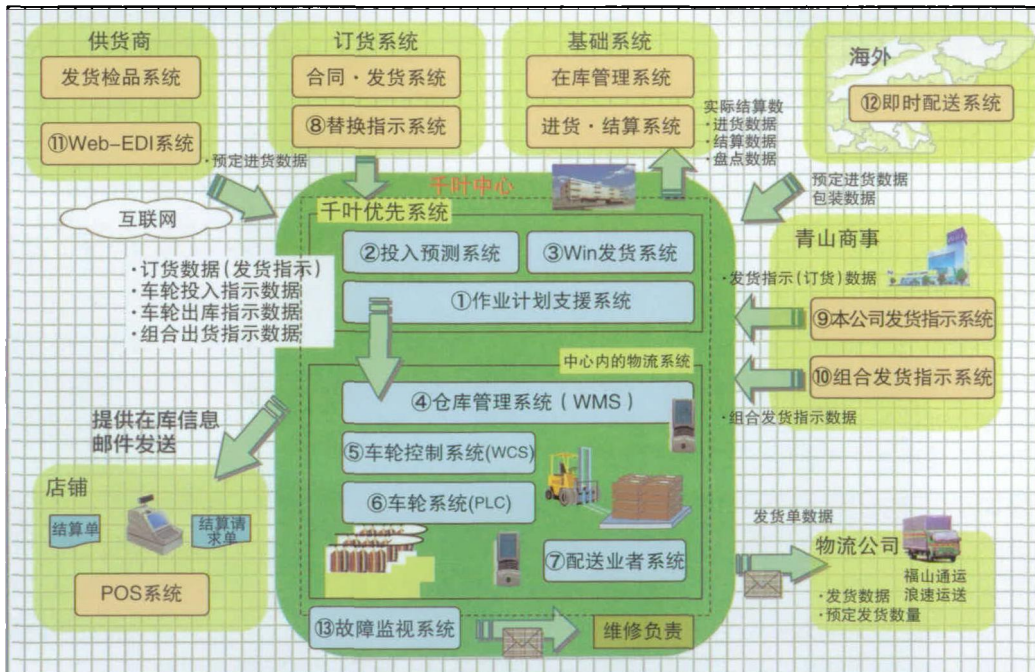 供货商
发货检品系统
⑪Web-EDI系统
·预定进货数据
互联网
订货系统
合同·发货系统
⑧替换指示系统
基础系统
在库管理系统
进货·结算系统
实际结算数
·进货数据
·结算数据
·盘点数据
海外
⑫即时配送系统
预定进货数据
包装数据
千叶中心
千叶优先系统
②投入预测系统
③Win发货系统
①作业计划支援系统
·订货数据(发货指示)
·车轮投入指示数据
·车轮出库指示数据
·组合出货指示数据
青山商事
·发货指示(订货)数据
⑨本公司发货指示系统
⑩组合发货指示系统
·组合发货指示数据
中心内的物流系统
④仓库管理系统(WMS)
⑤车轮控制系统(WCS)
⑥车轮系统(PLC)
⑦配送业者系统
提供在库信息
邮件发送
店铺
结算单
结算请
求单
POS系统
发货单数据
物流公司
福山通运
浪速运送
·发货数据
·预定发货数量
⑬故障监视系统
维修负责